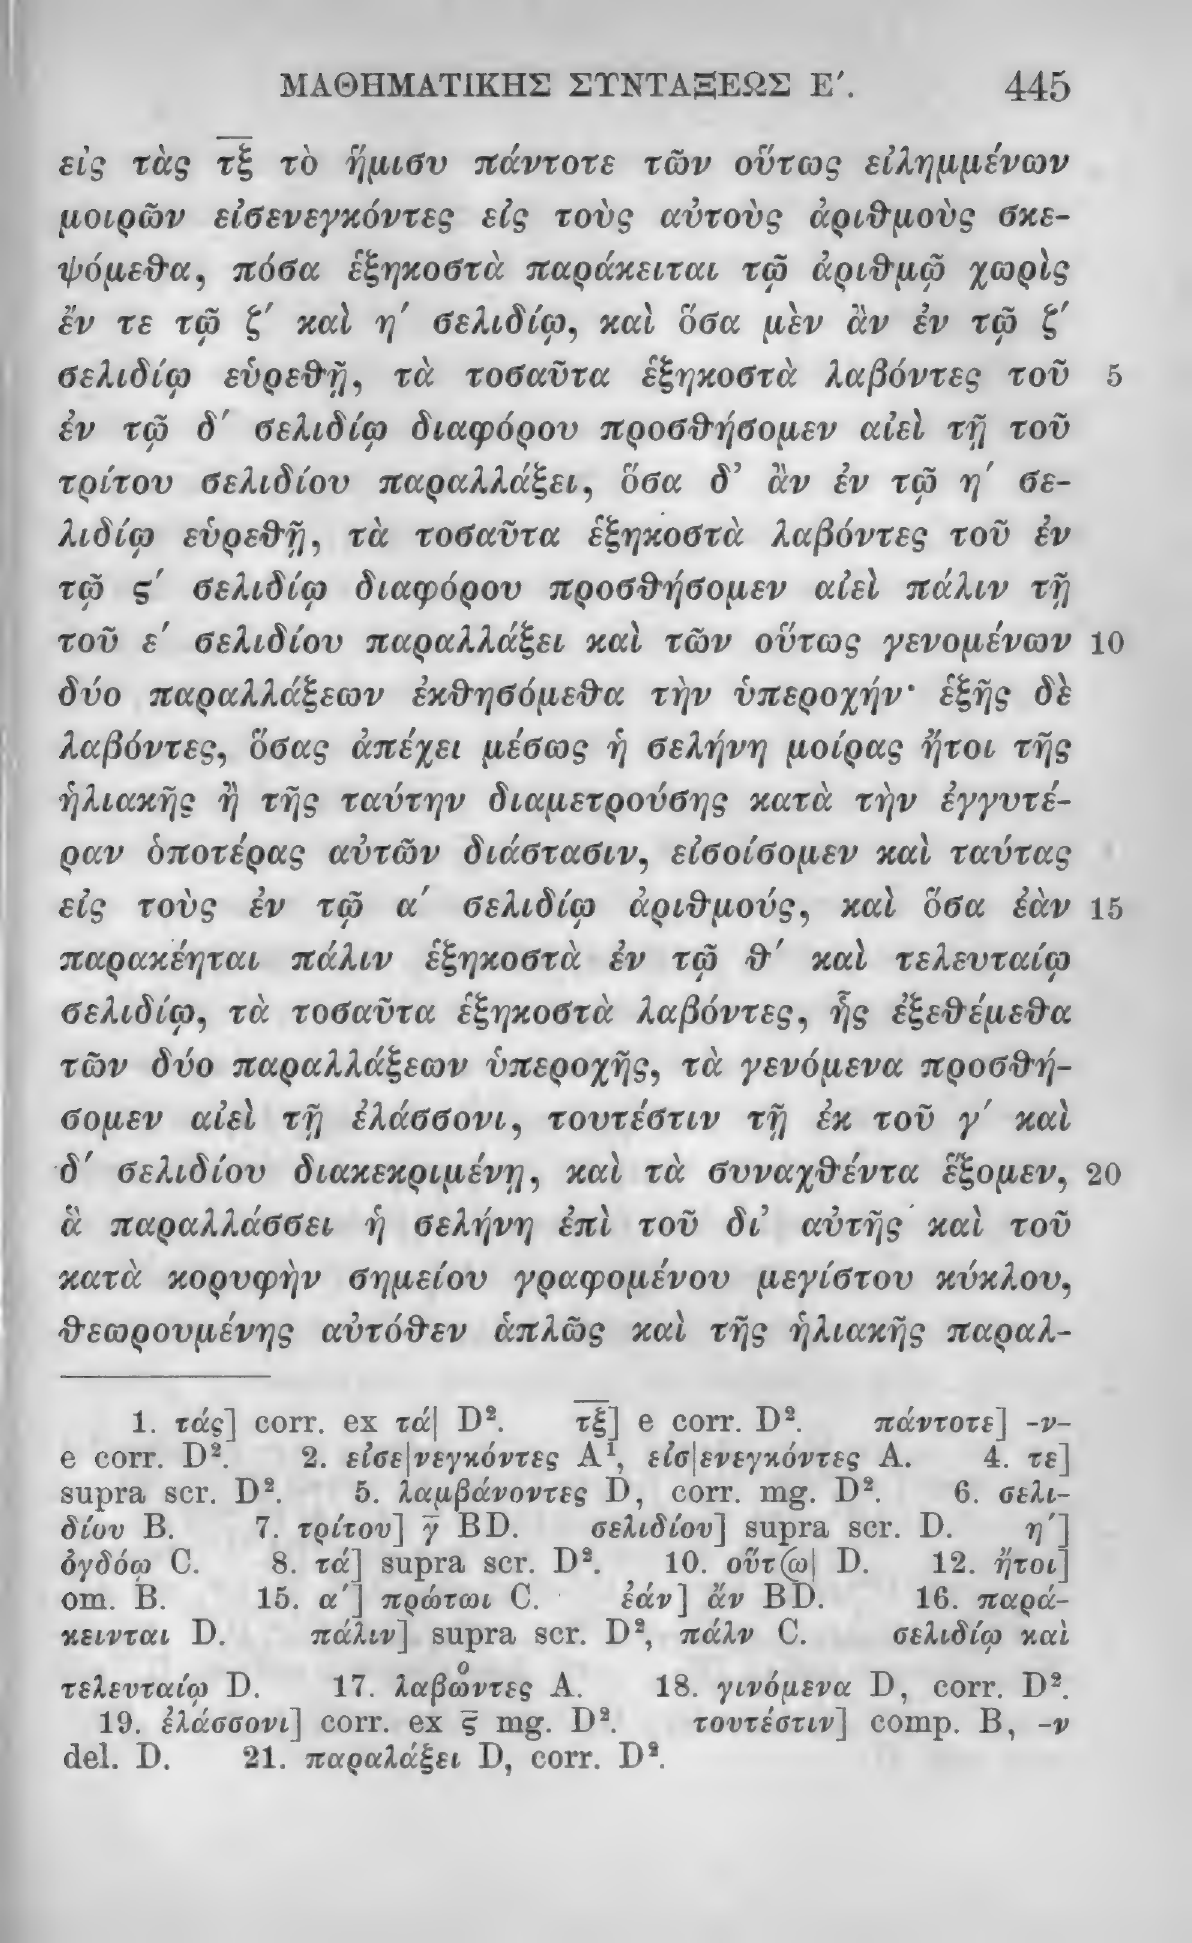 ΜΑΘΗΜΑΤΙΚΗΣ ΣΥΝΤΑΞΕΩΣ Ε΄. 445
εἰς τὰς τ̅ξ̅ τὸ ἥμισυ πάντοτε τῶν οὕτως εἰλημμένων
μοιρῶν εἰσενεγκόντες εἰς τοὺς αὐτοὺς ἀριθμοὺς σκε-
ψόμεθα, πόσα ἑξηκοστὰ παράκειται τῷ ἀριθμῷ χωρὶς
ἔν τε τῷ ζ΄ καὶ η΄ σελιδίῳ, καὶ ὅσα μὲν ἂν ἐν τῷ ζ΄
σελιδίῳ εὑρεθῇ, τὰ τοσαῦτα ἑξηκοστὰ λαβόντες τοῦ 5
ἐν τῷ δ΄ σελιδίῳ διαφόρου προσθήσομεν αἰεὶ τῇ τοῦ
τρίτου σελιδίου παραλλάξει, ὅσα δ’ ἂν ἐν τῷ η΄ σε-
λιδίῳ εὑρεθῇ, τὰ τοσαῦτα ἑξηκοστὰ λαβόντες τοῦ ἐν
τῷ ϛ΄ σελιδίῳ διαφόρου προσθήσομεν αἰεὶ πάλιν τῇ
τοῦ ε΄ σελιδίου παραλλάξει καὶ τῶν οὕτως γενομένων 10
δύο παραλλάξεων ἐκθησόμεθα τὴν ὑπεροχήν· ἑξῆς δὲ
λαβόντες, ὅσας ἀπέχει μέσως ἡ σελήνη μοίρας ἤτοι τῆς
ἡλιακῆς ἢ τῆς ταύτην διαμετρούσης κατὰ τὴν ἐγγυτέ-
ραν ὁποτέρας αὐτῶν διάστασιν, εἰσοίσομεν καὶ ταύτας
εἰς τοὺς ἐν τῷ α΄ σελιδίῳ ἀριθμούς, καὶ ὅσα ἐὰν 15
παρακέηται πάλιν ἑξηκοστὰ ἐν τῷ θ΄ καὶ τελευταίῳ
σελιδίῳ, τὰ τοσαῦτα ἑξηκοστὰ λαβόντες, ἧς ἐξεθέμεθα
τῶν δύο παραλλάξεων ὑπεροχῆς, τὰ γενόμενα προσθή-
σομεν αἰεὶ τῇ ἐλάσσονι, τουτέστιν τῇ ἐκ τοῦ γ΄ καὶ
δ΄ σελιδίου διακεκριμένῃ, καὶ τὰ συναχθέντα ἕξομεν, 20
ἃ παραλλάσσει ἡ σελήνη ἐπὶ τοῦ δι’ αὐτῆς καὶ τοῦ
κατὰ κορυφὴν σημείου γραφομένου μεγίστου κύκλου,
θεωρουμένης αὐτόθεν ἁπλῶς καὶ τῆς ἡλιακῆς παραλ-
1. τάς] corr. ex τά| D². τ̅ξ̅] e corr. D². πάντοτε] -ν-
e corr. D². 2. εἰσε|νεγκόντες A¹, εἰσ|ενεγκόντες A. 4. τε]
supra scr. D². 5. λαμβάνοντες D, corr. mg. D². 6. σελι-
δίου B. 7. τρίτου] γ̅ BD. σελιδίου] supra scr. D. η΄]
ὀγδόῳ C. 8. τά] supra scr. D². 10. οὕτ(ω| D. 12. ἤτοι]
om. B. 15. α΄] πρώτωι C. ἐάν] ἄν BD. 16. παρά-
κεινται D. πάλιν] supra scr. D², πάλν C. σελιδίῳ καὶ
τελευταίῳ D. 17. λαβωͦντες A. 18. γινόμενα D, corr. D².
19. ἐλάσσονι] corr. ex ϛ̅ mg. D². τουτέστιν] comp. B, -ν
del. D. 21. παραλάξει D, corr. D².